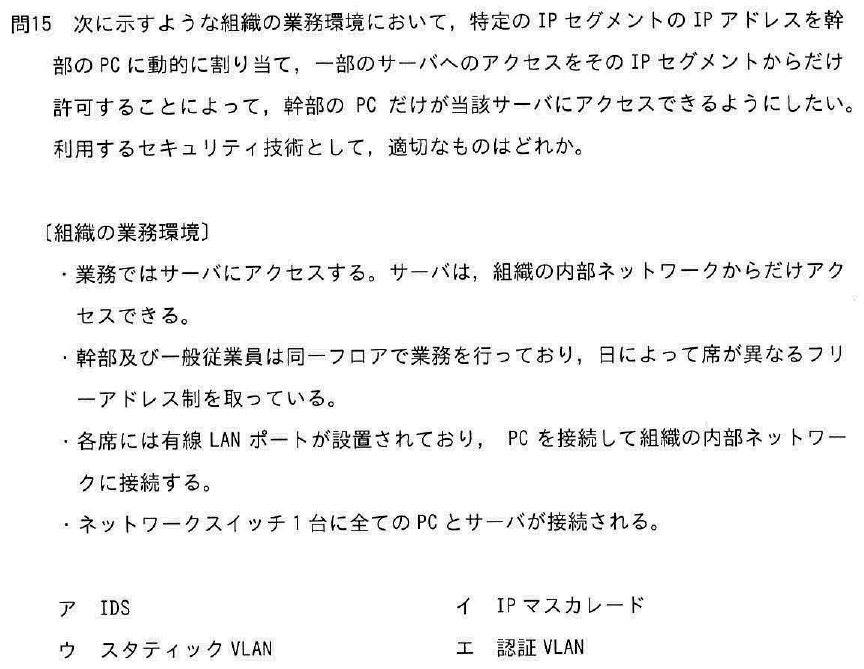 問15 次に示すような組織の業務環境において，特定の IP セグメントの IP アドレスを幹
部の PC に動的に割り当て，一部のサーバへのアクセスをその IP セグメントからだけ
許可することによって，幹部の PC だけが当該サーバにアクセスできるようにしたい。
利用するセキュリティ技術として，適切なものはどれか。
〔組織の業務環境〕
・業務ではサーバにアクセスする。サーバは，組織の内部ネットワークからだけアク
セスできる。
・幹部及び一般従業員は同一フロアで業務を行っており，日によって席が異なるフリ
ーアドレス制を取っている。
・各席には有線 LAN ポートが設置されており， PC を接続して組織の内部ネットワー
クに接続する。
・ネットワークスイッチ 1 台に全ての PC とサーバが接続される。
ア IDS イ IP マスカレード
ウ スタティック VLAN エ 認証 VLAN